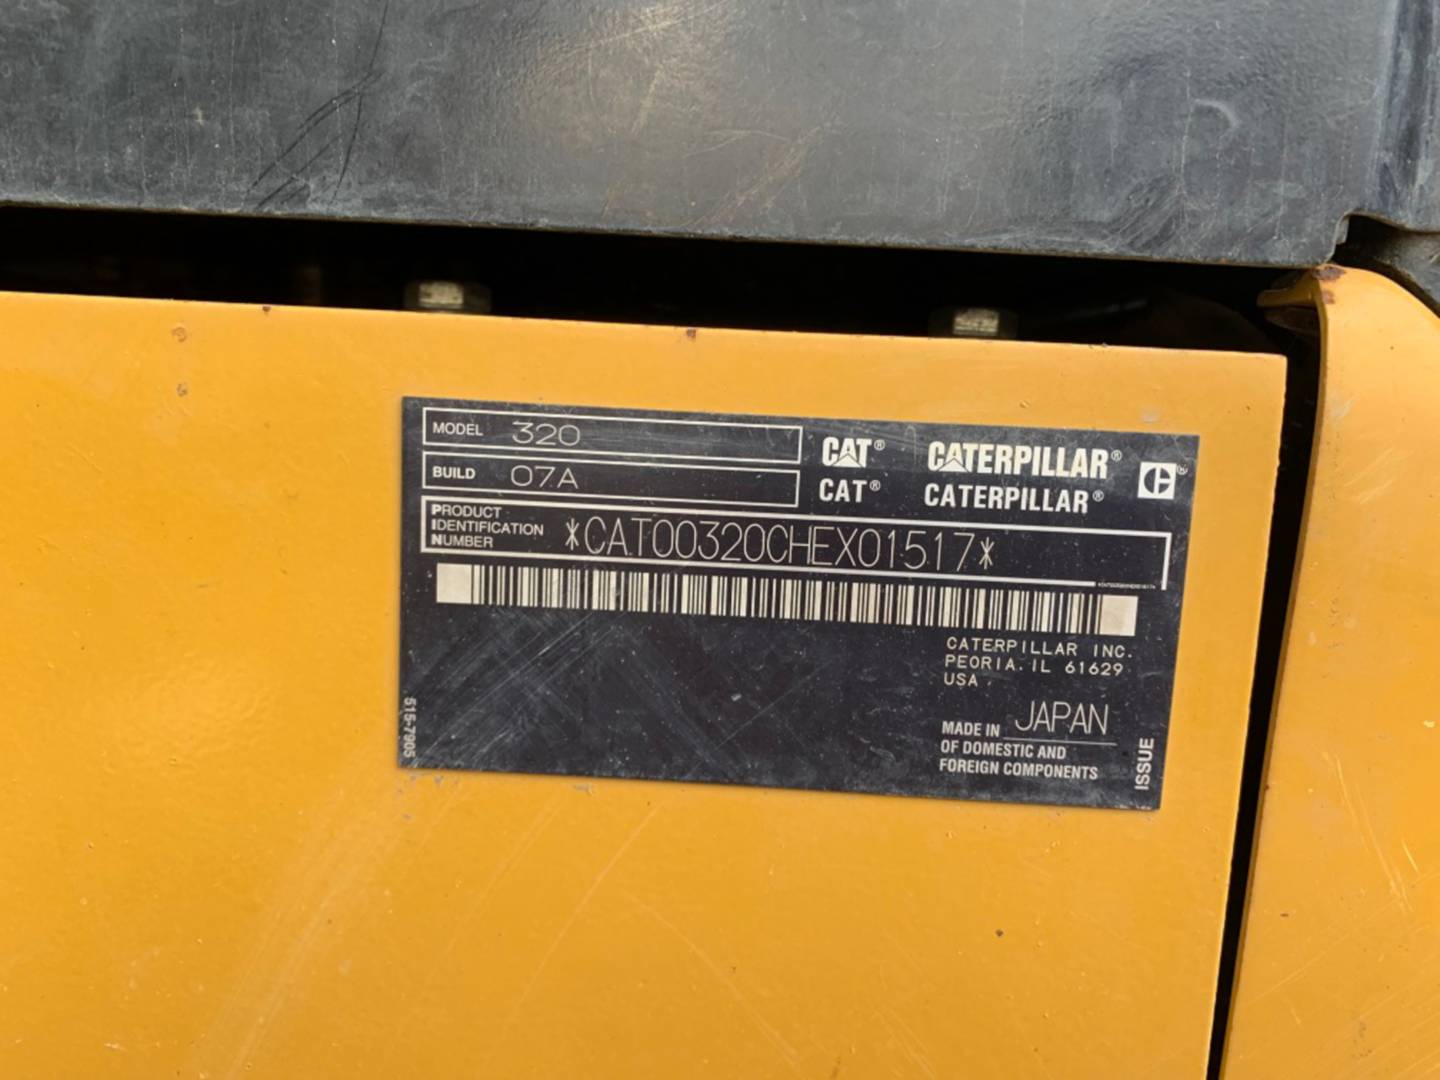 MODEL 320
BUILD 07A
CAT® CATERPILLAR®
CAT® CATERPILLAR®
PRODUCT
IDENTIFICATION
NUMBER
*CAT00320CHEX01517*
CATERPILLAR INC.
PEORIA, IL 61629
USA
MADE IN JAPAN
OF DOMESTIC AND
FOREIGN COMPONENTS
515-7905
ISSUE